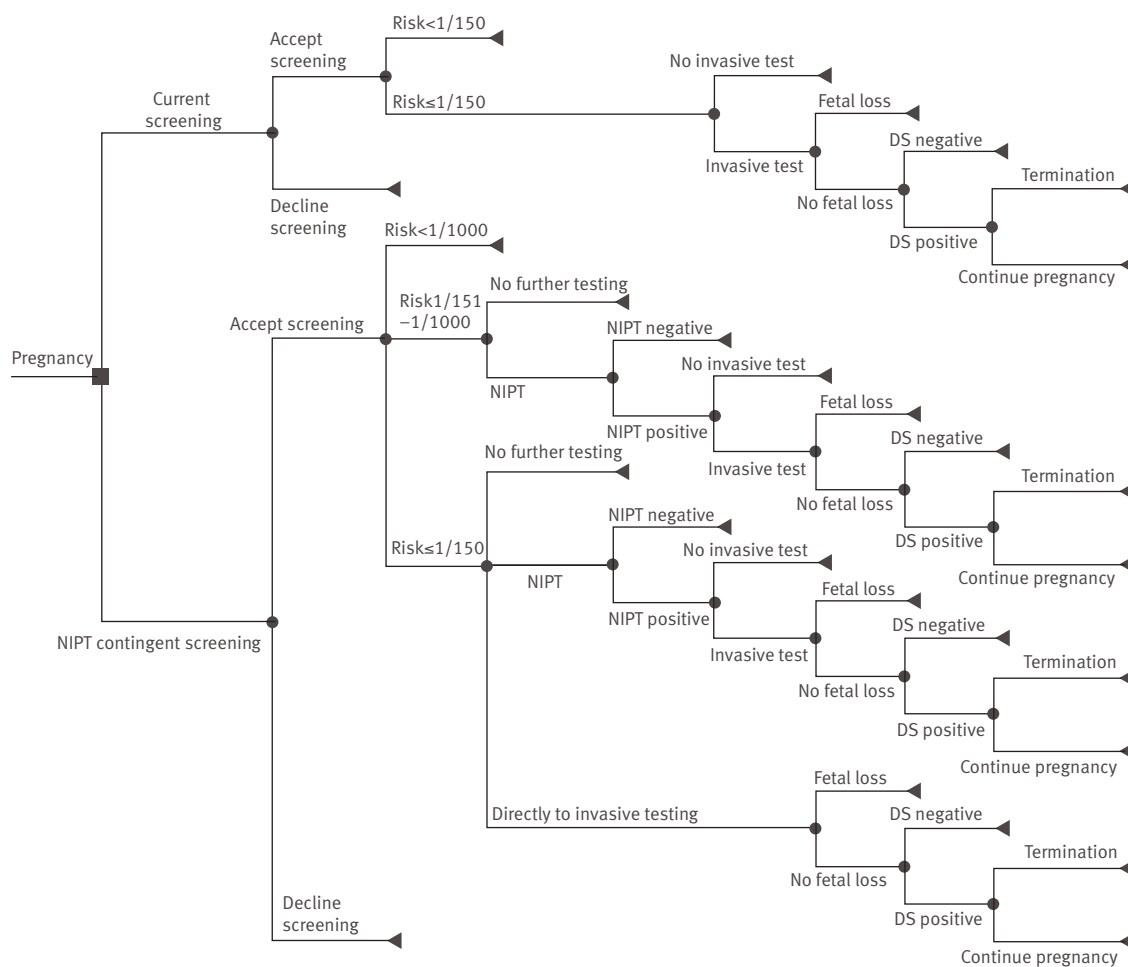 Risk<1/150
Accept
screening
No invasive test
Current
screening
Risk≤1/150
Fetal loss
DS negative
Invasive test
Termination
No fetal loss
Decline
screening
DS positive
Risk<1/1000
Continue pregnancy
No further testing
Risk1/151
–1/1000
Accept screening
NIPT negative
Pregnancy
No invasive test
NIPT
Fetal loss
NIPT positive
DS negative
No further testing
Invasive test
Termination
No fetal loss
NIPT negative
DS positive
Risk≤1/150
No invasive test
NIPT
Continue pregnancy
Fetal loss
NIPT positive
DS negative
NIPT contingent screening
Invasive test
Termination
No fetal loss
DS positive
Continue pregnancy
Fetal loss
Directly to invasive testing
DS negative
Termination
No fetal loss
Decline
screening
DS positive
Continue pregnancy